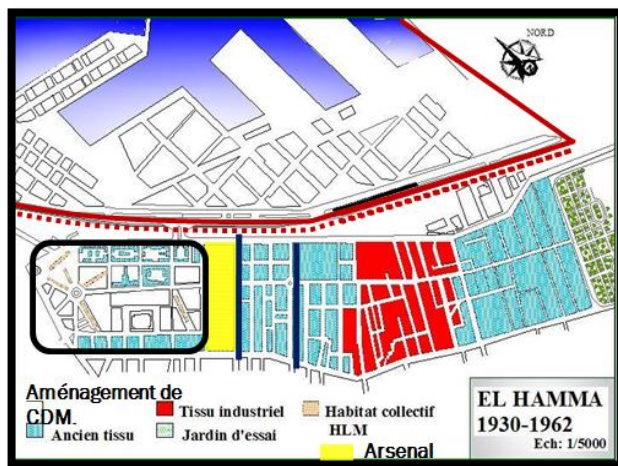 NORD
Aménagement de
CDM.
Tissu industriel
Habitat collectif
HLM
Ancien tissu
Jardin d'essai
Arsenal
EL HAMMA
1930-1962
Ech: 1/5000